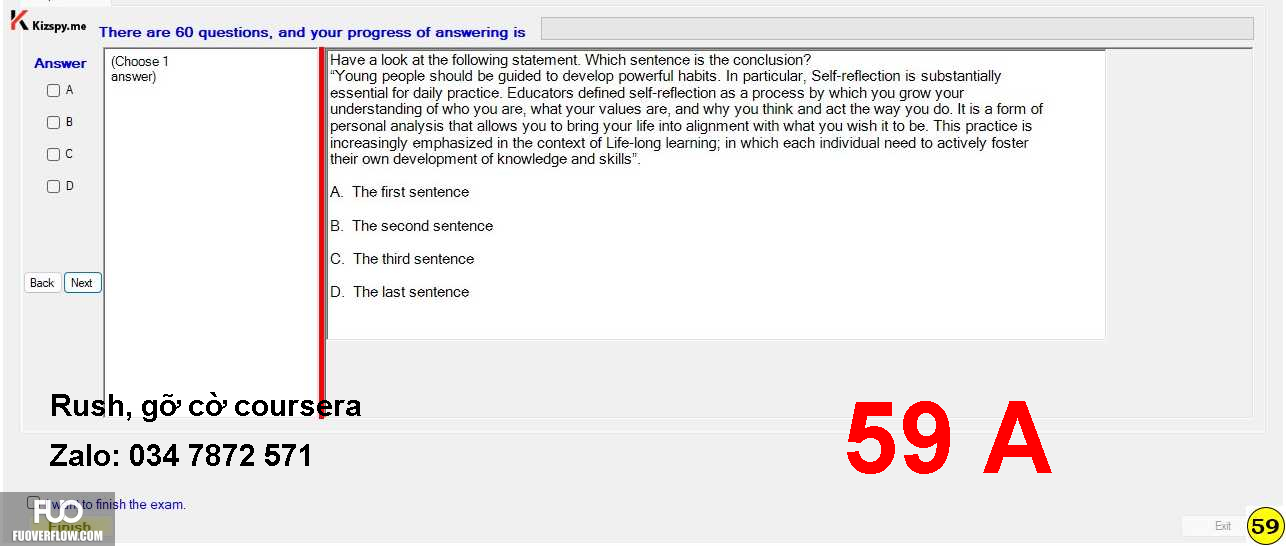 Kizspy.me
There are 60 questions, and your progress of answering is
Answer
A
B
C
D
Back Next
(Choose 1
answer)
Have a look at the following statement. Which sentence is the conclusion?
“Young people should be guided to develop powerful habits. In particular, Self-reflection is substantially
essential for daily practice. Educators defined self-reflection as a process by which you grow your
understanding of who you are, what your values are, and why you think and act the way you do. It is a form of
personal analysis that allows you to bring your life into alignment with what you wish it to be. This practice is
increasingly emphasized in the context of Life-long learning; in which each individual need to actively foster
their own development of knowledge and skills”.
A. The first sentence
B. The second sentence
C. The third sentence
D. The last sentence
Rush, gỡ cờ coursera
Zalo: 034 7872 571
59 A
I want to finish the exam.
Finish
FUO
FUOVERFLOW.COM
Exit
59